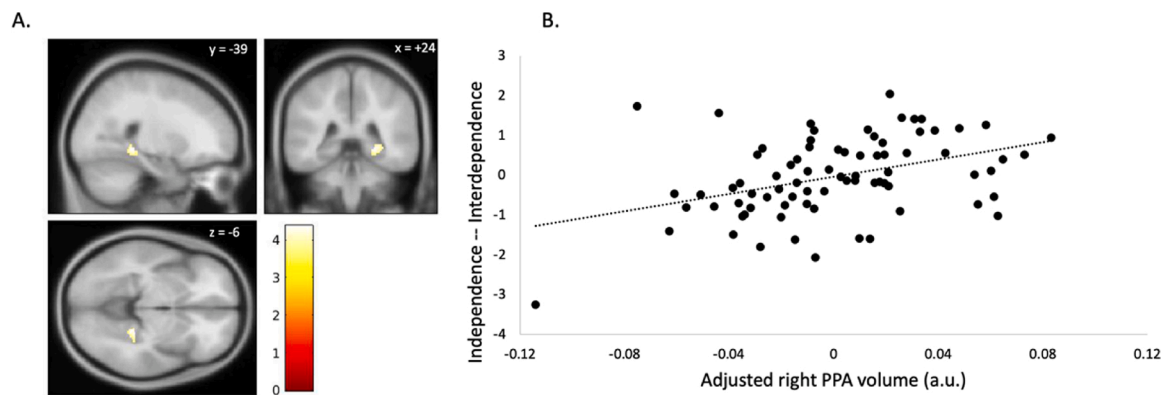 A.
y = -39
x = +24
z = -6
4
3
2
1
0
B.
Independence -- Interdependence
3
2
1
0
-1
-2
-3
-4
-0.12
-0.08
-0.04
0
0.04
0.08
0.12
Adjusted right PPA volume (a.u.)